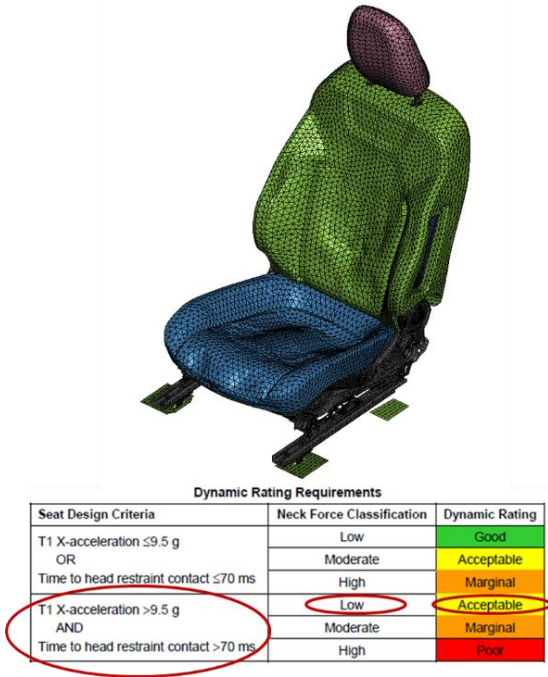 Dynamic Rating Requirements
Seat Design Criteria Neck Force Classification Dynamic Rating
T1 X-acceleration ≤9.5 g
OR
Time to head restraint contact ≤70 ms
Low Good
Moderate Acceptable
High Marginal
T1 X-acceleration >9.5 g
AND
Time to head restraint contact >70 ms
Low Acceptable
Moderate Marginal
High Poor